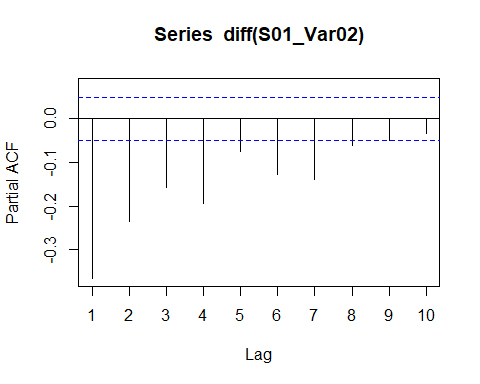 Series diff(S01_Var02)
Partial ACF
0.0
-0.1
-0.2
-0.3
1 2 3 4 5 6 7 8 9 10
Lag